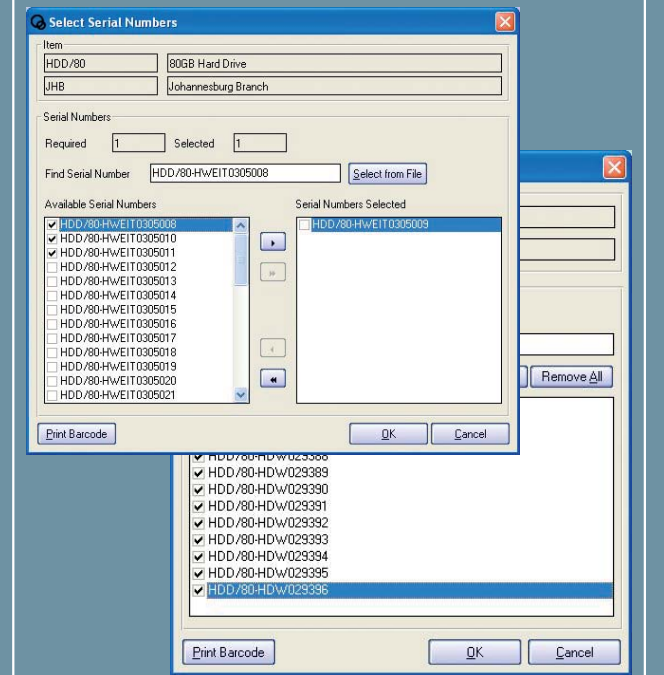 Select Serial Numbers
Item
HDD/80 80GB Hard Drive
JHB Johannesburg Branch
Serial Numbers
Required 1 Selected 1
Find Serial Number HDD/80-HWEIT0305008 Select from File
Available Serial Numbers Serial Numbers Selected
HDD/80-HWEIT0305008 HDD/80-HWEIT0305009
HDD/80-HWEIT0305010
HDD/80-HWEIT0305011
HDD/80-HWEIT0305012
HDD/80-HWEIT0305013
HDD/80-HWEIT0305014
HDD/80-HWEIT0305015
HDD/80-HWEIT0305016
HDD/80-HWEIT0305017
HDD/80-HWEIT0305018
HDD/80-HWEIT0305019
HDD/80-HWEIT0305020
HDD/80-HWEIT0305021
Print Barcode OK Cancel
Remove All
HDD/80-HDW029388
HDD/80-HDW029389
HDD/80-HDW029390
HDD/80-HDW029391
HDD/80-HDW029392
HDD/80-HDW029393
HDD/80-HDW029394
HDD/80-HDW029395
HDD/80-HDW029396
Print Barcode OK Cancel